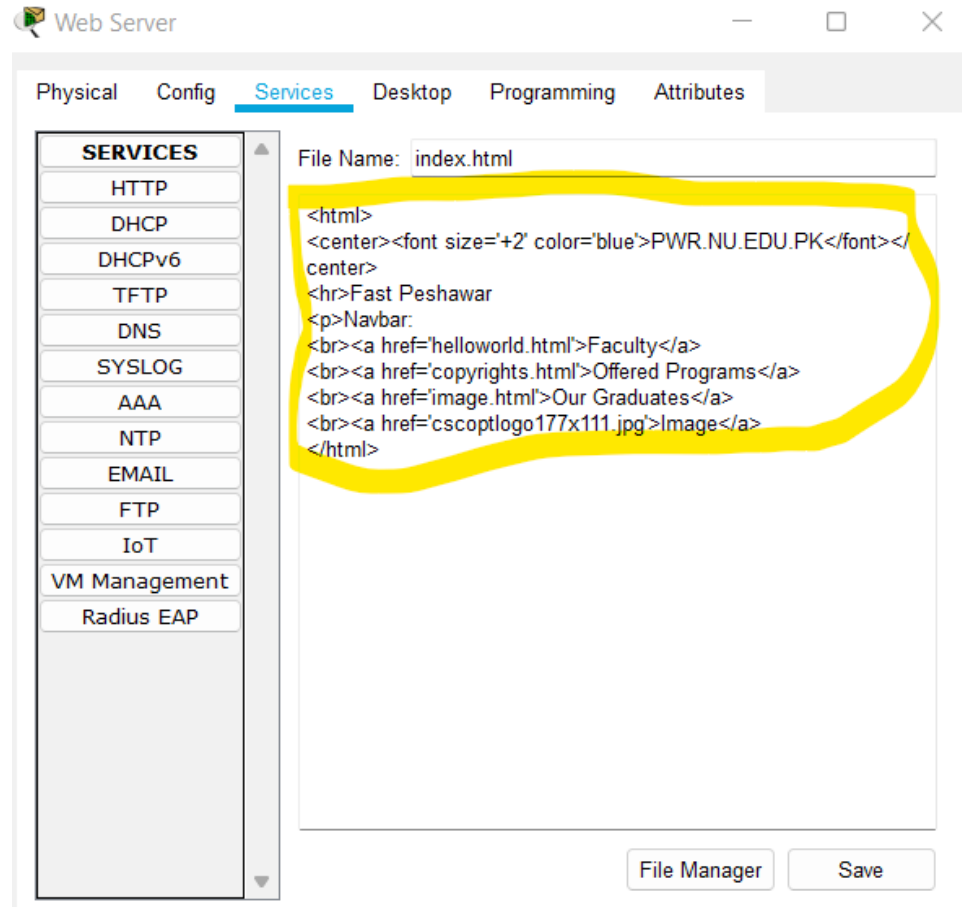 Web Server
Physical Config Services Desktop Programming Attributes
SERVICES
HTTP
DHCP
DHCPv6
TFTP
DNS
SYSLOG
AAA
NTP
EMAIL
FTP
IoT
VM Management
Radius EAP
File Name: index.html
<html>
<center><font size='+2' color='blue'>PWR.NU.EDU.PK</font></
center>
<hr>Fast Peshawar
<p>Navbar:
<br><a href='helloworld.html'>Faculty</a>
<br><a href='copyrights.html'>Offered Programs</a>
<br><a href='image.html'>Our Graduates</a>
<br><a href='cscoptlogo177x111.jpg'>Image</a>
</html>
File Manager Save